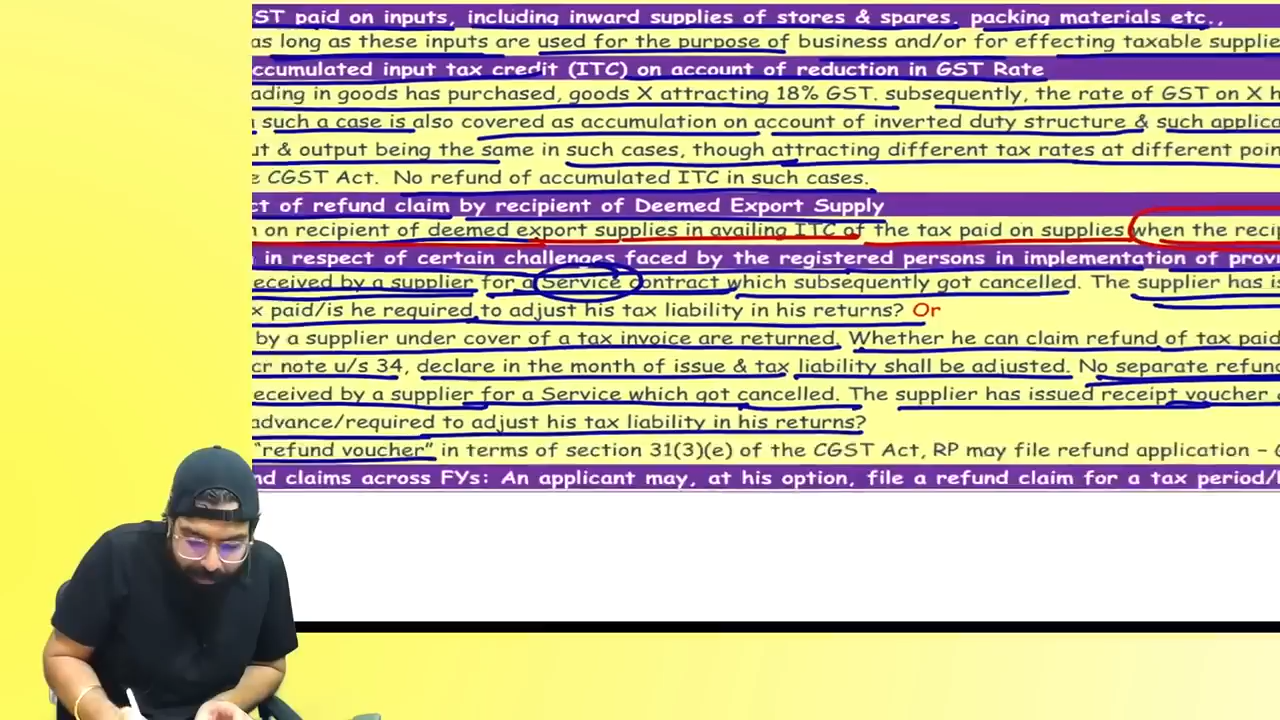 ST paid on inputs, including inward supplies of stores & spares, packing materials etc.,
as long as these inputs are used for the purpose of business and/or for effecting taxable supplie
ccumulated input tax credit (ITC) on account of reduction in GST Rate
ading in goods has purchased, goods X attracting 18% GST. subsequently, the rate of GST on X h
such a case is also covered as accumulation on account of inverted duty structure & such applica
ut & output being the same in such cases, though attracting different tax rates at different poin
e CGST Act. No refund of accumulated ITC in such cases.
ct of refund claim by recipient of Deemed Export Supply
n on recipient of deemed export supplies in availing ITC of the tax paid on supplies when the recip
in respect of certain challenges faced by the registered persons in implementation of provi
eceived by a supplier for a Service contract which subsequently got cancelled. The supplier has is
x paid/is he required to adjust his tax liability in his returns? Or
by a supplier under cover of a tax invoice are returned. Whether he can claim refund of tax paid
cr note u/s 34, declare in the month of issue & tax liability shall be adjusted. No separate refund
eceived by a supplier for a Service which got cancelled. The supplier has issued receipt voucher
advance/required to adjust his tax liability in his returns?
"refund voucher" in terms of section 31(3)(e) of the CGST Act, RP may file refund application –
nd claims across FYs: An applicant may, at his option, file a refund claim for a tax period/